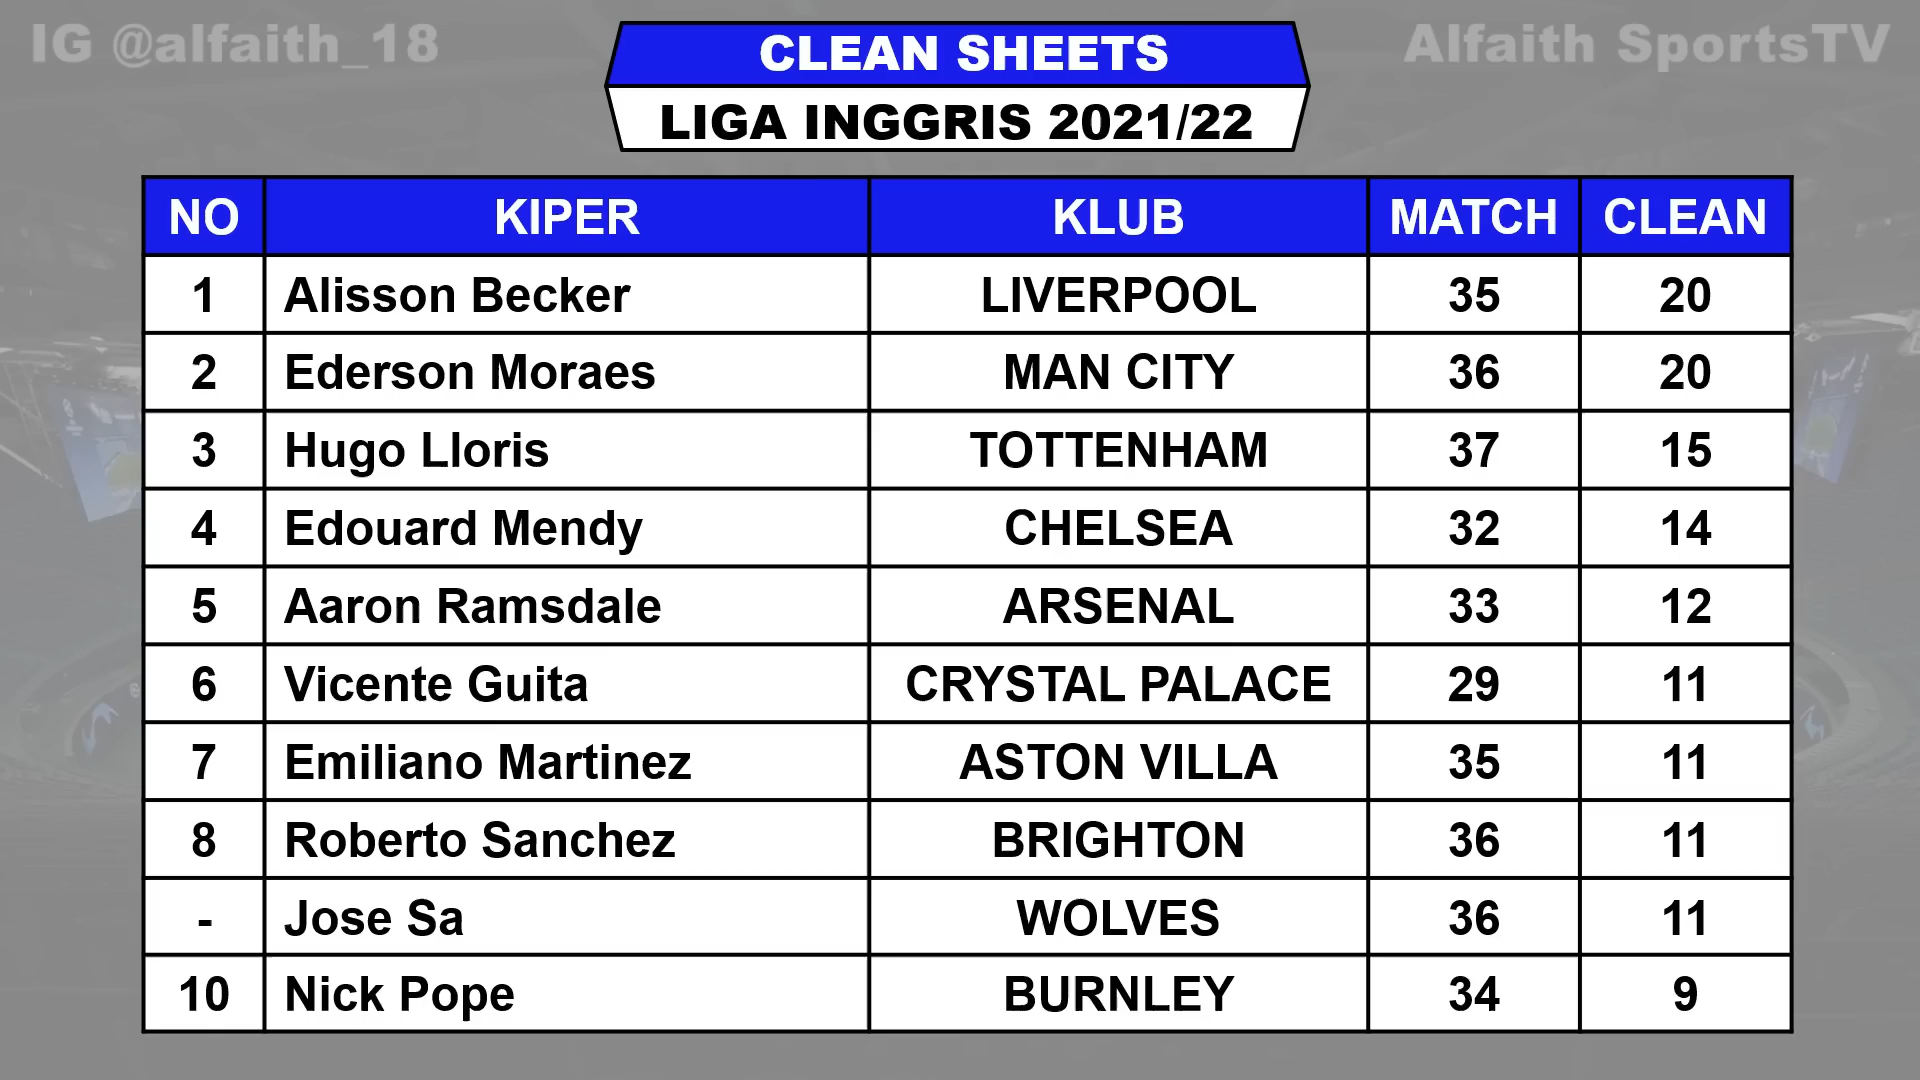 IG @alfaith_18
CLEAN SHEETS
Alfaith SportsTV
LIGA INGGRIS 2021/22
NO KIPER KLUB MATCH CLEAN
1 Alisson Becker LIVERPOOL 35 20
2 Ederson Moraes MAN CITY 36 20
3 Hugo Lloris TOTTENHAM 37 15
4 Edouard Mendy CHELSEA 32 14
5 Aaron Ramsdale ARSENAL 33 12
6 Vicente Guita CRYSTAL PALACE 29 11
7 Emiliano Martinez ASTON VILLA 35 11
8 Roberto Sanchez BRIGHTON 36 11
- Jose Sa WOLVES 36 11
10 Nick Pope BURNLEY 34 9